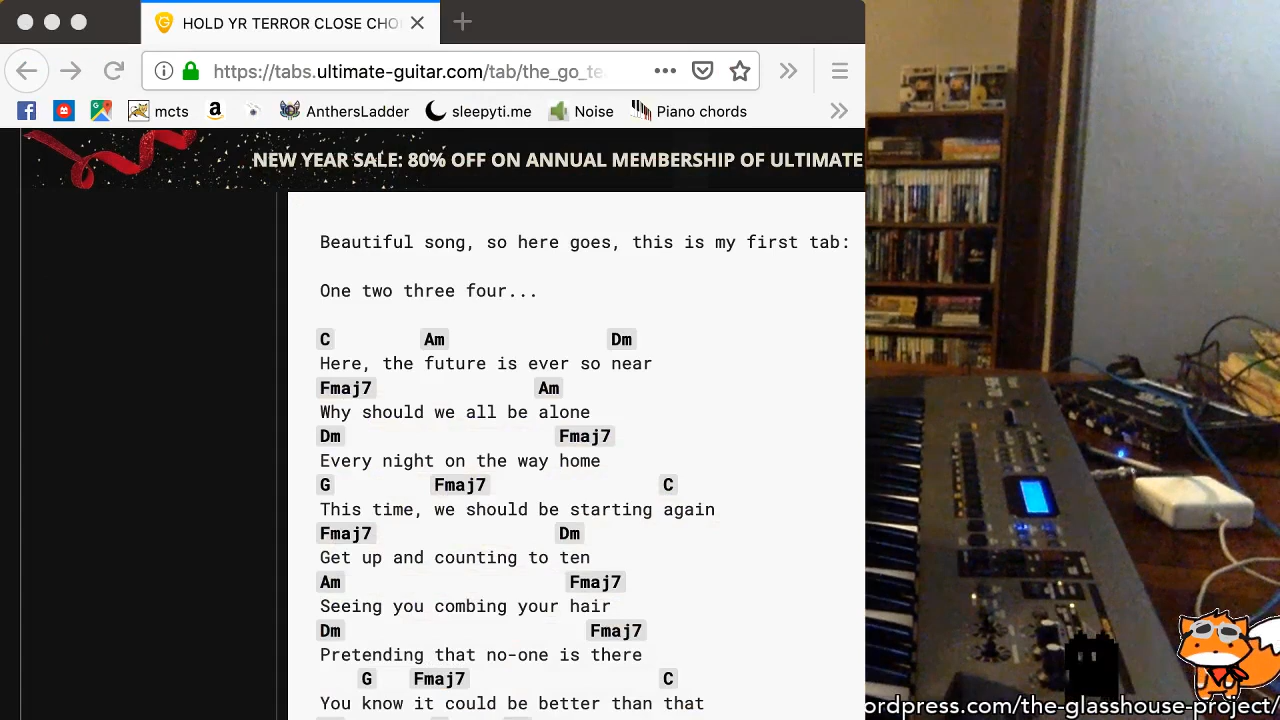 HOLD YR TERROR CLOSE CHO
https://tabs.ultimate-guitar.com/tab/the_go_te
mcts AnthersLadder sleepyti.me Noise Piano chords
NEW YEAR SALE: 80% OFF ON ANNUAL MEMBERSHIP OF ULTIMATE
Beautiful song, so here goes, this is my first tab:
One two three four...
C Am Dm
Here, the future is ever so near
Fmaj7 Am
Why should we all be alone
Dm Fmaj7
Every night on the way home
G Fmaj7 C
This time, we should be starting again
Fmaj7 Dm
Get up and counting to ten
Am Fmaj7
Seeing you combing your hair
Dm Fmaj7
Pretending that no-one is there
G Fmaj7 C
You know it could be better than that
ordpress.com/the-glasshouse-project/